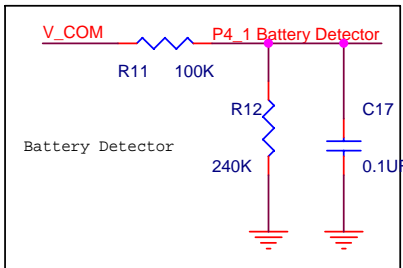 V_COM
P4_1 Battery Detector
R11 100K
R12
C17
Battery Detector
240K
0.1UF